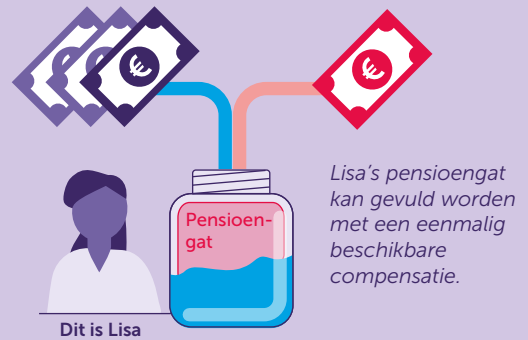 €
€
€
€
Lisa's pensioengat
kan gevuld worden
met een eenmalig
beschikbare
compensatie.
Pensioen-
gat
Dit is Lisa